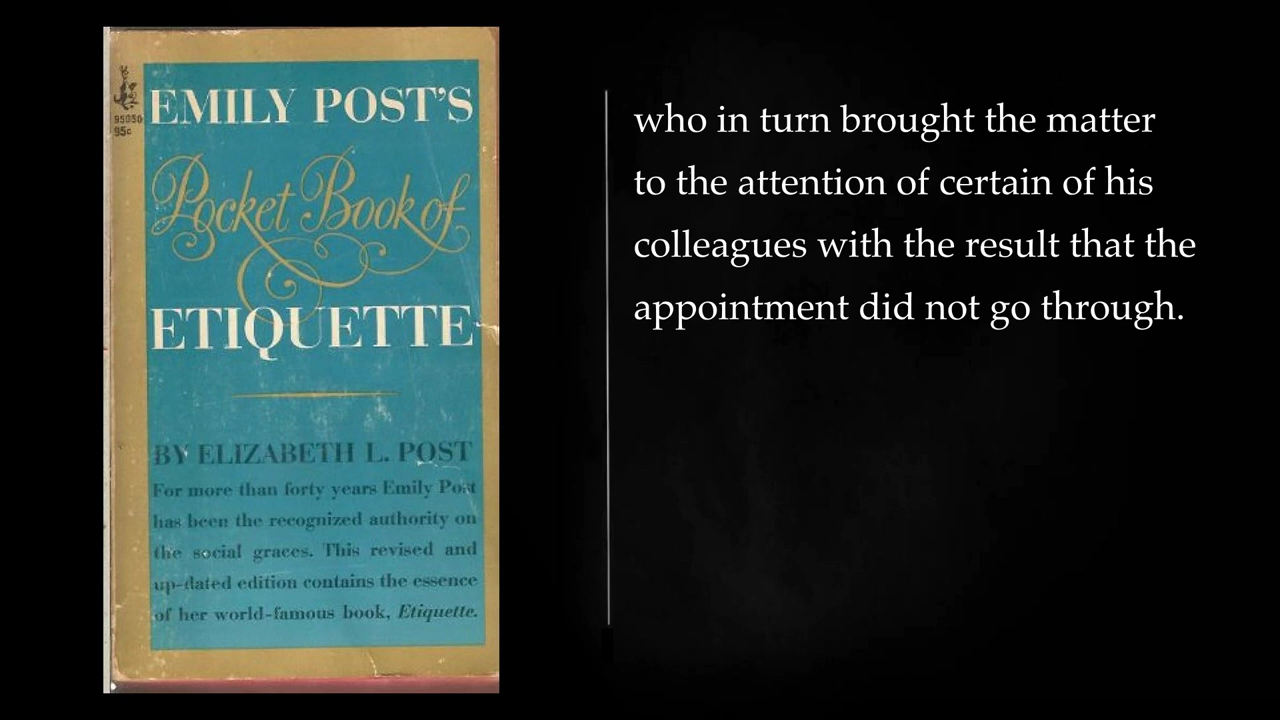 95050
95c
EMILY POST'S
Pocket Book of
ETIQUETTE
BY ELIZABETH L. POST
For more than forty years Emily Post
has been the recognized authority on
the social graces. This revised and
up-dated edition contains the essence
of her world-famous book, Etiquette.
who in turn brought the matter
to the attention of certain of his
colleagues with the result that the
appointment did not go through.